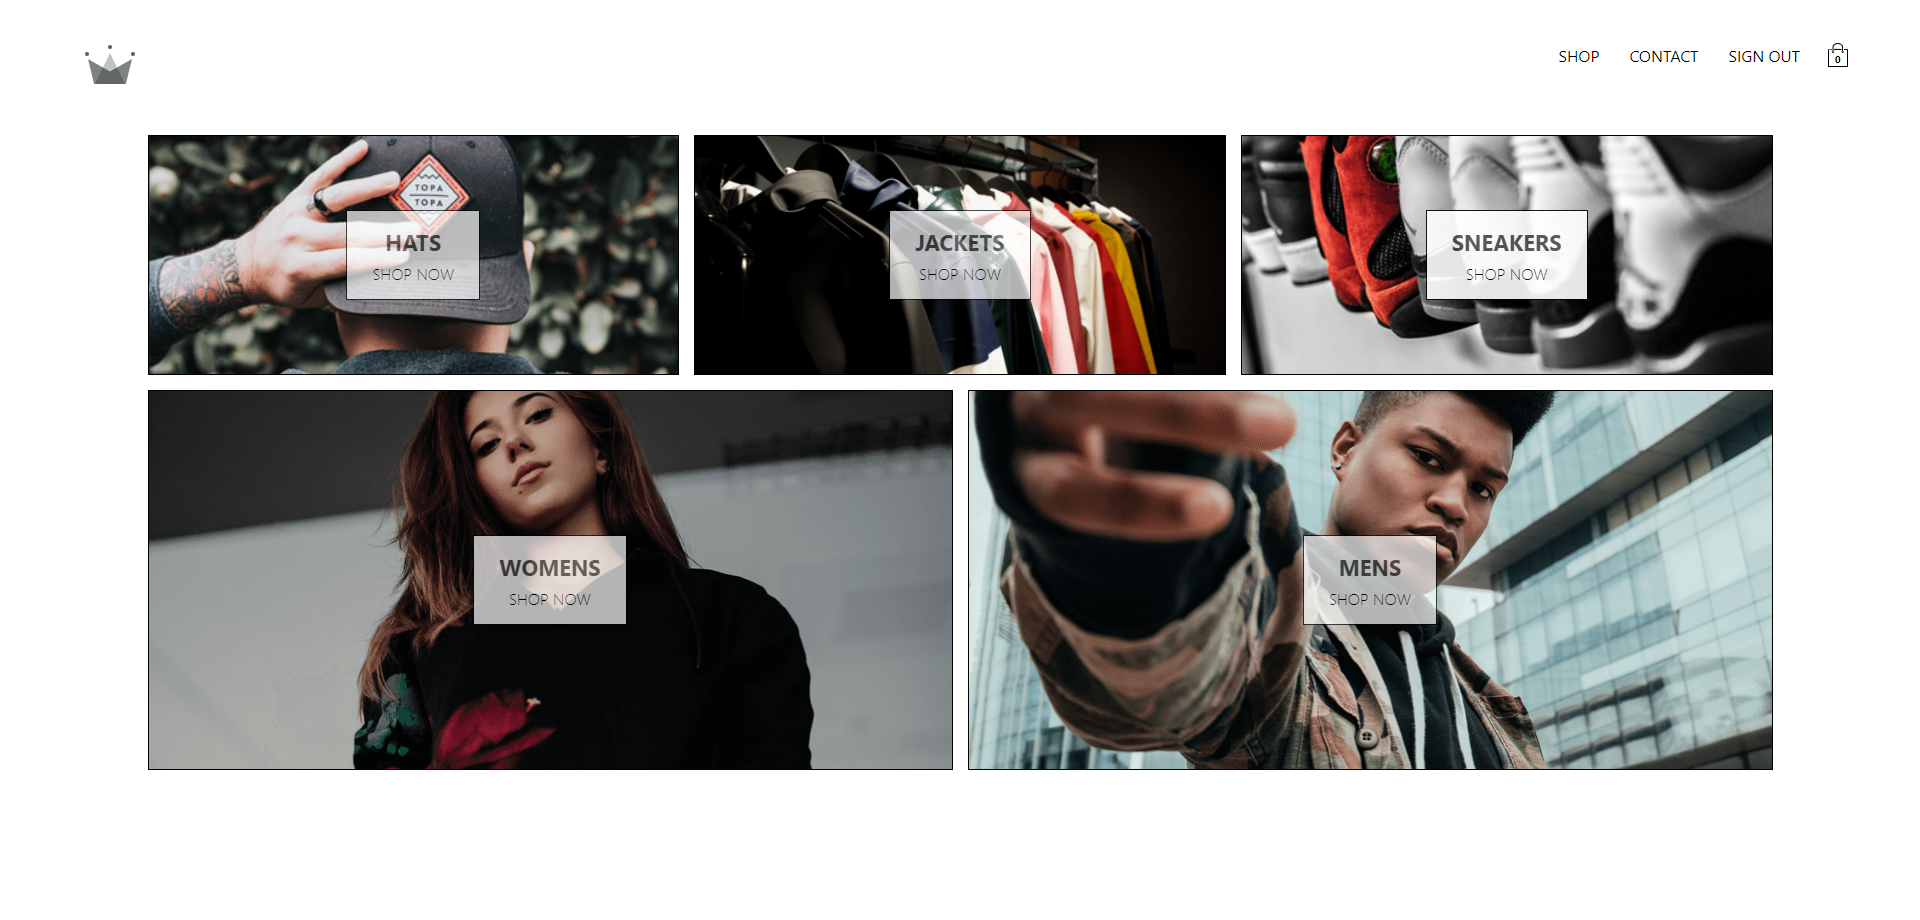 SHOP CONTACT SIGN OUT 0
TOPA
TOPA
HATS
SHOP NOW
JACKETS
SHOP NOW
SNEAKERS
SHOP NOW
WOMENS
SHOP NOW
MENS
SHOP NOW